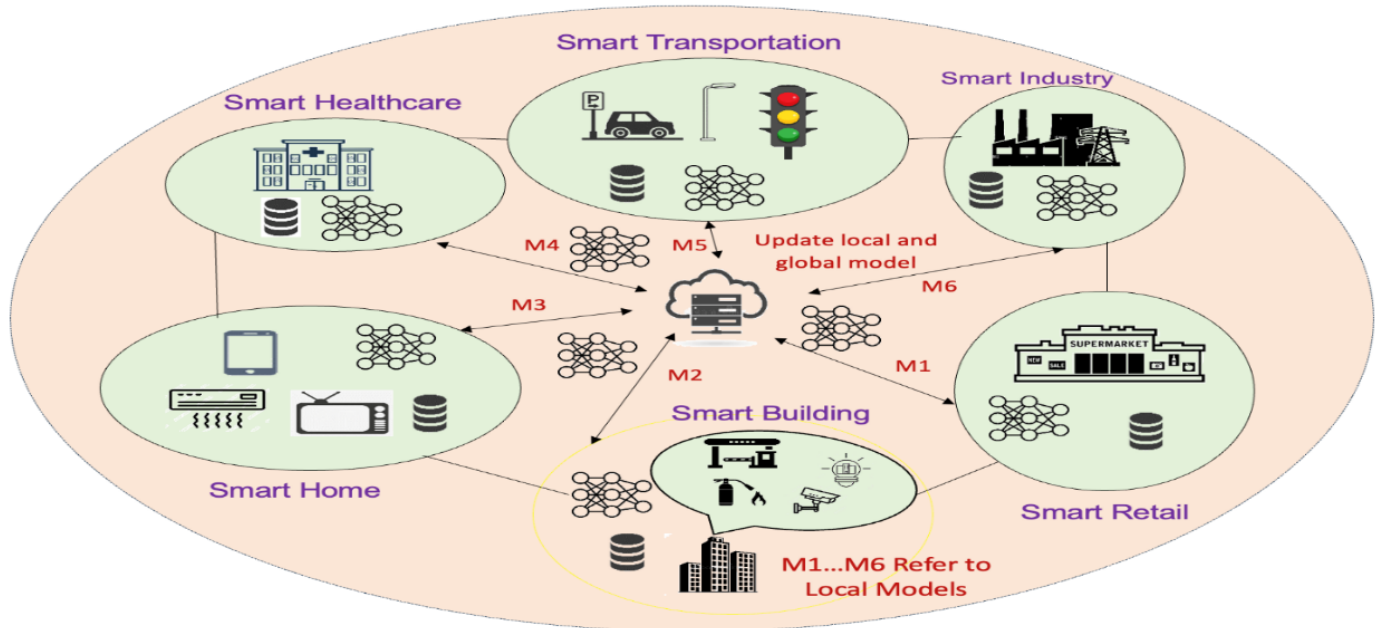 Smart Transportation
Smart Industry
Smart Healthcare
P
M4
M5
Update local and
global model
M6
M3
M1
M2
SUPERMARKET
NEW
SALE
Smart Building
Smart Home
Smart Retail
M1...M6 Refer to
Local Models